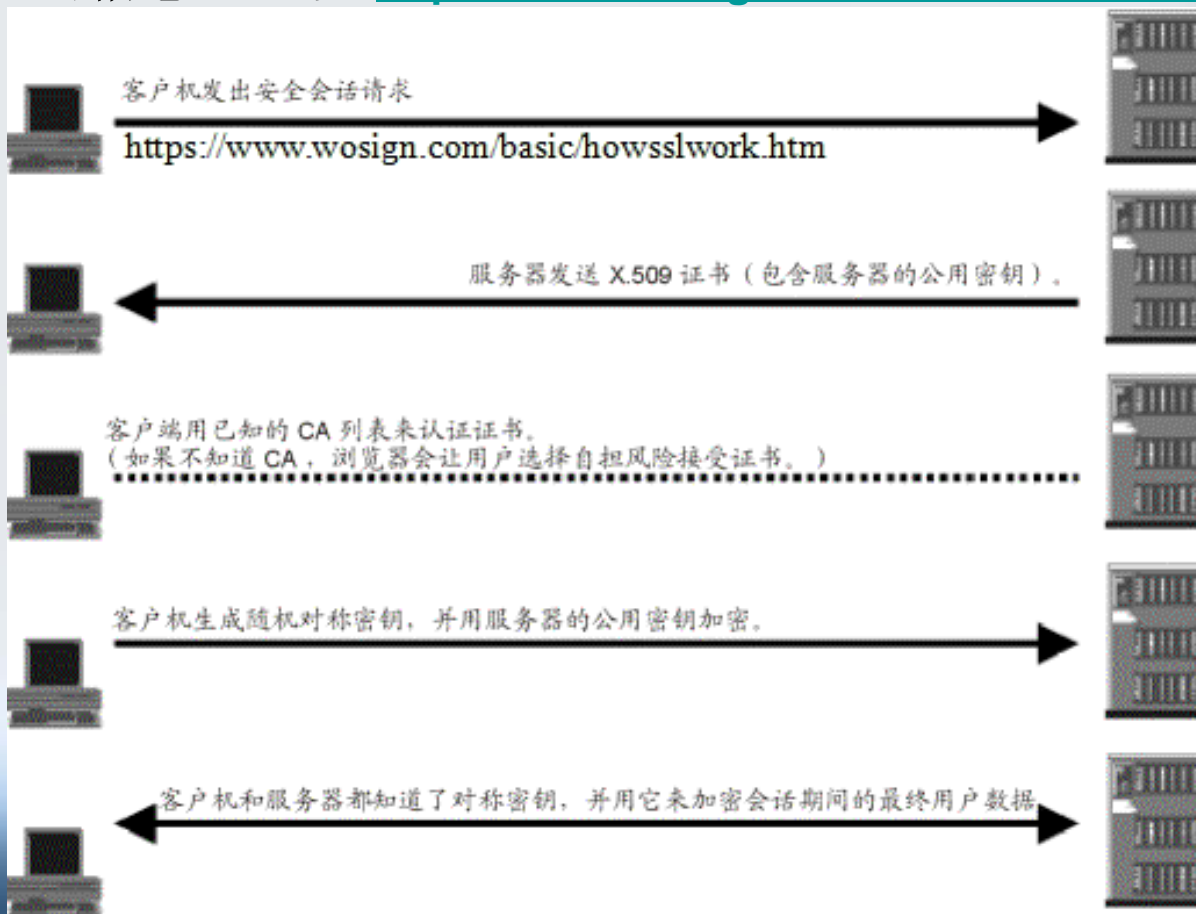 客户机发出安全会话请求
https://www.wosign.com/basic/howsslwork.htm
服务器发送 X.509 证书（包含服务器的公用密钥）.
客户端用已知的 CA 列表来认证证书.
（如果不知道 CA ，浏览器会让用户选择自担风险接受证书。）
客户机生成随机对称密钥，并用服务器的公用密钥加密.
客户机和服务器都知道了对称密钥，并用它来加密会话期间的最终用户数据